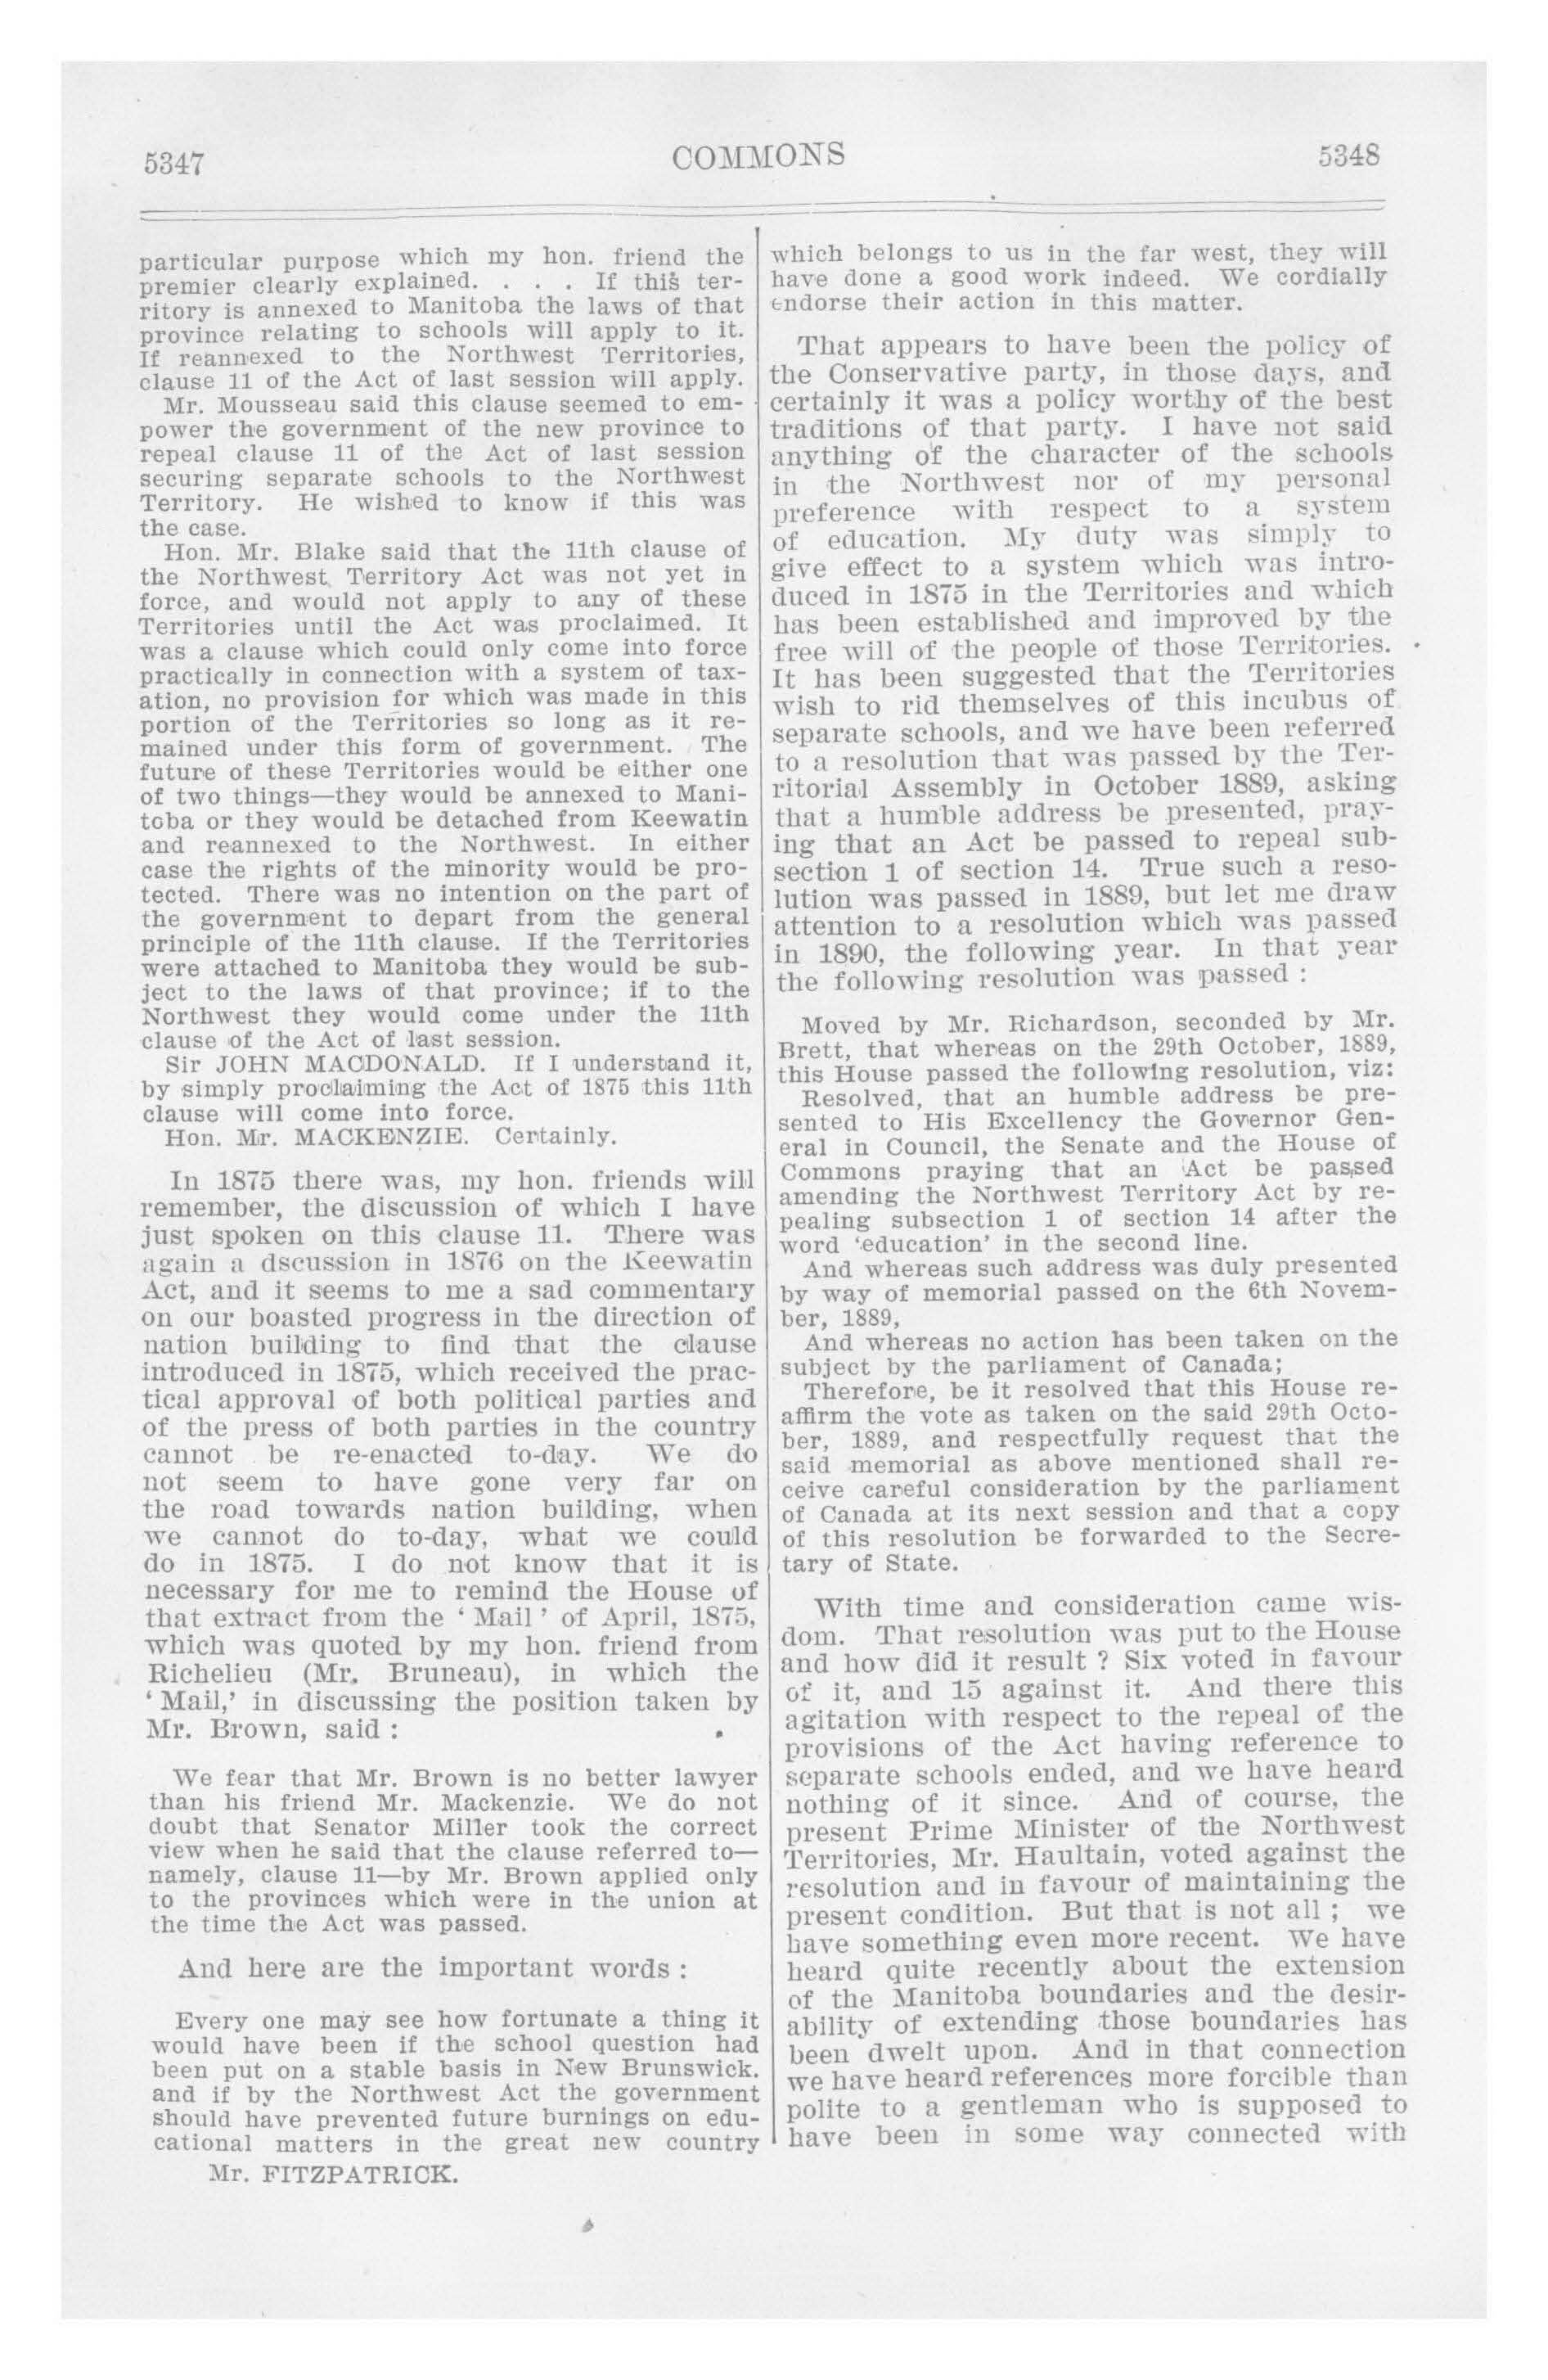 5347
COMMONS
5348
particular purpose which my hon. friend the
premier clearly explained. . . . If this ter-
ritory is annexed to Manitoba the laws of that
province relating to schools will apply to it.
If reannexed to the Northwest Territories,
clause 11 of the Act of last session will apply.
Mr. Mousseau said this clause seemed to em-
power the government of the new province to
repeal clause 11 of the Act of last session
securing separate schools to the Northwest
Territory. He wished to know if this was
the case.
Hon. Mr. Blake said that the 11th clause of
the Northwest Territory Act was not yet in
force, and would not apply to any of these
Territories until the Act was proclaimed. It
was a clause which could only come into force
practically in connection with a system of tax-
ation, no provision for which was made in this
portion of the Territories so long as it re-
mained under this form of government. The
future of these Territories would be either one
of two things—they would be annexed to Mani-
toba or they would be detached from Keewatin
and reannexed to the Northwest. In either
case the rights of the minority would be pro-
tected. There was no intention on the part of
the government to depart from the general
principle of the 11th clause. If the Territories
were attached to Manitoba they would be sub-
ject to the laws of that province; if to the
Northwest they would come under the 11th
clause of the Act of last session.
Sir JOHN MACDONALD. If I understand it,
by simply proclaiming the Act of 1875 this 11th
clause will come into force.
Hon. Mr. MACKENZIE. Certainly.
In 1875 there was, my hon. friends will
remember, the discussion of which I have
just spoken on this clause 11. There was
again a dscussion in 1876 on the Keewatin
Act, and it seems to me a sad commentary
on our boasted progress in the direction of
nation building to find that the clause
introduced in 1875, which received the prac-
tical approval of both political parties and
of the press of both parties in the country
cannot be re-enacted to-day. We do
not seem to have gone very far on
the road towards nation building, when
we cannot do to-day, what we could
do in 1875. I do not know that it is
necessary for me to remind the House of
that extract from the ‘ Mail ’ of April, 1875,
which was quoted by my hon. friend from
Richelieu (Mr. Bruneau), in which the
‘ Mail,’ in discussing the position taken by
Mr. Brown, said :
We fear that Mr. Brown is no better lawyer
than his friend Mr. Mackenzie. We do not
doubt that Senator Miller took the correct
view when he said that the clause referred to—
namely, clause 11—by Mr. Brown applied only
to the provinces which were in the union at
the time the Act was passed.
And here are the important words :
Every one may see how fortunate a thing it
would have been if the school question had
been put on a stable basis in New Brunswick.
and if by the Northwest Act the government
should have prevented future burnings on edu-
cational matters in the great new country
Mr. FITZPATRICK.
which belongs to us in the far west, they will
have done a good work indeed. We cordially
endorse their action in this matter.
That appears to have been the policy of
the Conservative party, in those days, and
certainly it was a policy worthy of the best
traditions of that party. I have not said
anything of the character of the schools
in the Northwest nor of my personal
preference with respect to a system
of education. My duty was simply to
give effect to a system which was intro-
duced in 1875 in the Territories and which
has been established and improved by the
free will of the people of those Territories.
It has been suggested that the Territories
wish to rid themselves of this incubus of
separate schools, and we have been referred
to a resolution that was passed by the Ter-
ritorial Assembly in October 1889, asking
that a humble address be presented, pray-
ing that an Act be passed to repeal sub-
section 1 of section 14. True such a reso-
lution was passed in 1889, but let me draw
attention to a resolution which was passed
in 1890, the following year. In that year
the following resolution was passed :
Moved by Mr. Richardson, seconded by Mr.
Brett, that whereas on the 29th October, 1889,
this House passed the following resolution, viz:
Resolved, that an humble address be pre-
sented to His Excellency the Governor Gen-
eral in Council, the Senate and the House of
Commons praying that an Act be passed
amending the Northwest Territory Act by re-
pealing subsection 1 of section 14 after the
word ‘education’ in the second line.
And whereas such address was duly presented
by way of memorial passed on the 6th Novem-
ber, 1889,
And whereas no action has been taken on the
subject by the parliament of Canada;
Therefore, be it resolved that this House re-
affirm the vote as taken on the said 29th Octo-
ber, 1889, and respectfully request that the
said memorial as above mentioned shall re-
ceive careful consideration by the parliament
of Canada at its next session and that a copy
of this resolution be forwarded to the Secre-
tary of State.
With time and consideration came wis-
dom. That resolution was put to the House
and how did it result ? Six voted in favour
of it, and 15 against it. And there this
agitation with respect to the repeal of the
provisions of the Act having reference to
separate schools ended, and we have heard
nothing of it since. And of course, the
present Prime Minister of the Northwest
Territories, Mr. Haultain, voted against the
resolution and in favour of maintaining the
present condition. But that is not all ; we
have something even more recent. We have
heard quite recently about the extension
of the Manitoba boundaries and the desir-
ability of extending those boundaries has
been dwelt upon. And in that connection
we have heard references more forcible than
polite to a gentleman who is supposed to
have been in some way connected with